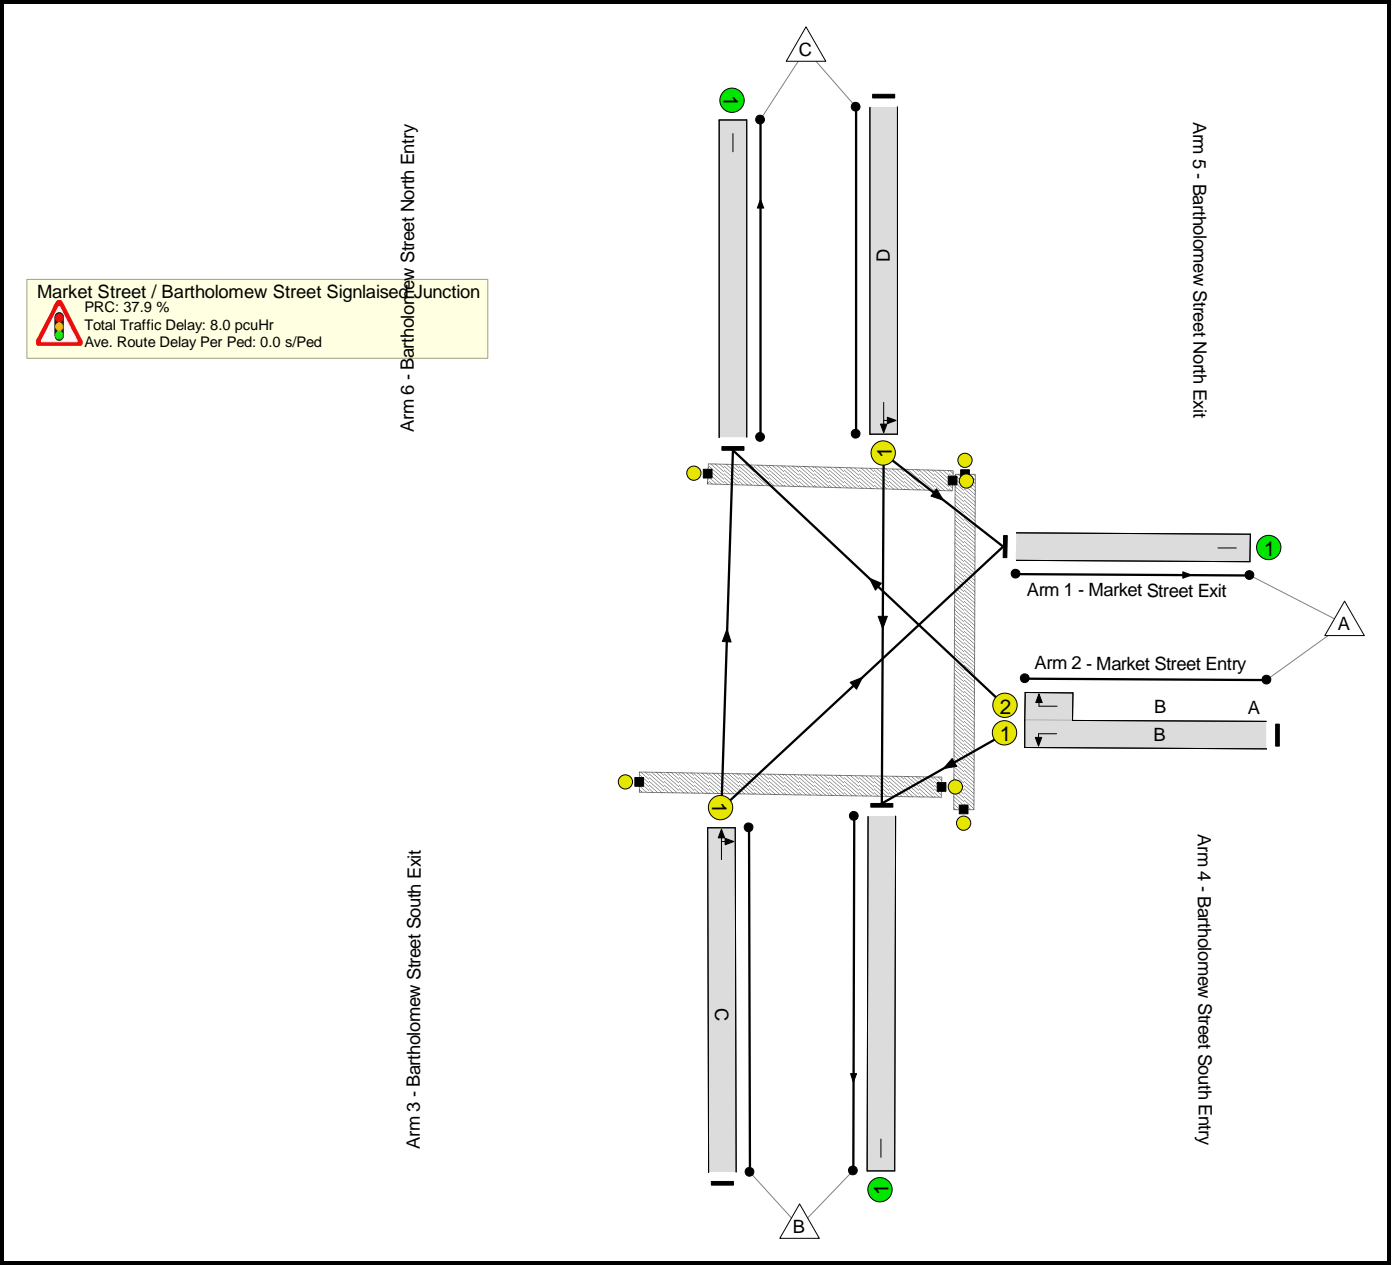 C
1
Arm 6 - Bartholomew Street North Entry
Arm 5 - Bartholomew Street North Exit
D
Market Street / Bartholomew Street Signlaised Junction
PRC: 37.9 %
Total Traffic Delay: 8.0 pcuHr
Ave. Route Delay Per Ped: 0.0 s/Ped
1
1
Arm 1 - Market Street Exit
A
Arm 2 - Market Street Entry
2
B
A
1
B
1
Arm 3 - Bartholomew Street South Exit
Arm 4 - Bartholomew Street South Entry
C
1
B